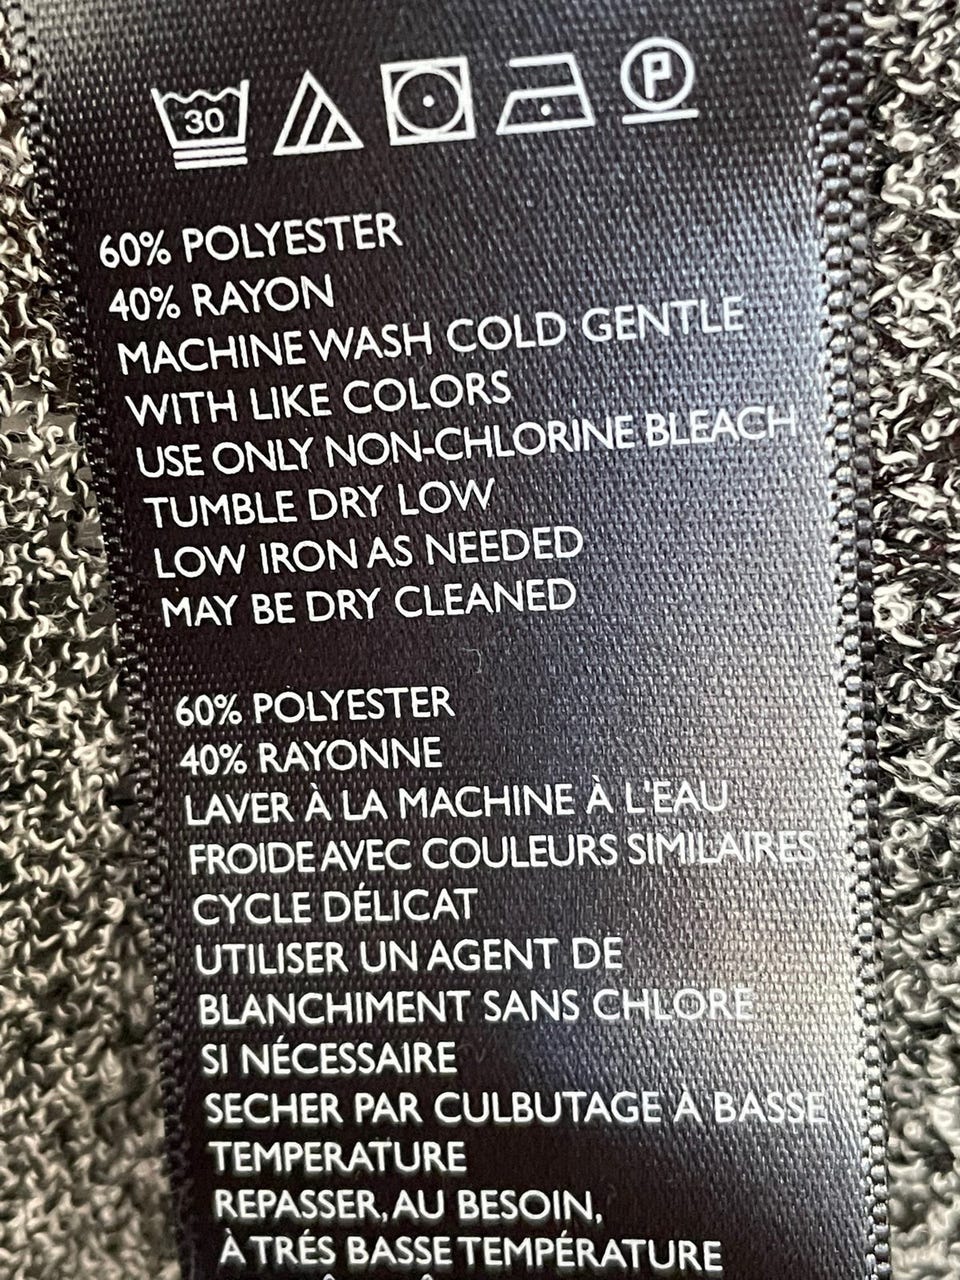 30
P
60% POLYESTER
40% RAYON
MACHINE WASH COLD GENTLE
WITH LIKE COLORS
USE ONLY NON-CHLORINE BLEACH
TUMBLE DRY LOW
LOW IRON AS NEEDED
MAY BE DRY CLEANED
60% POLYESTER
40% RAYONNE
LAVER À LA MACHINE À L'EAU
FROIDE AVEC COULEURS SIMILAIRES
CYCLE DÉLICAT
UTILISER UN AGENT DE
BLANCHIMENT SANS CHLORE
SI NÉCESSAIRE
SECHER PAR CULBUTAGE À BASSE
TEMPERATURE
REPASSER, AU BESOIN,
À TRÉS BASSE TEMPÉRATURE